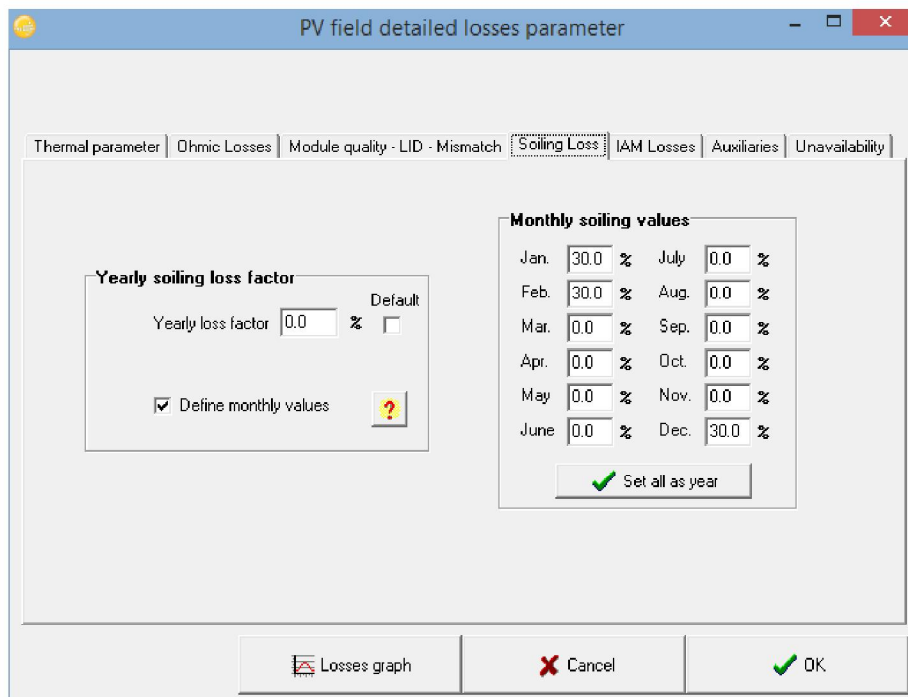 PV field detailed losses parameter
Thermal parameter Ohmic Losses Module quality - LID - Mismatch Soiling Loss IAM Losses Auxiliaries Unavailability
Yearly soiling loss factor
Default
Yearly loss factor 0.0 %
Define monthly values ?
Monthly soiling values
Jan. 30.0 % July 0.0 %
Feb. 30.0 % Aug. 0.0 %
Mar. 0.0 % Sep. 0.0 %
Apr. 0.0 % Oct. 0.0 %
May 0.0 % Nov. 0.0 %
June 0.0 % Dec. 30.0 %
Set all as year
Losses graph Cancel OK